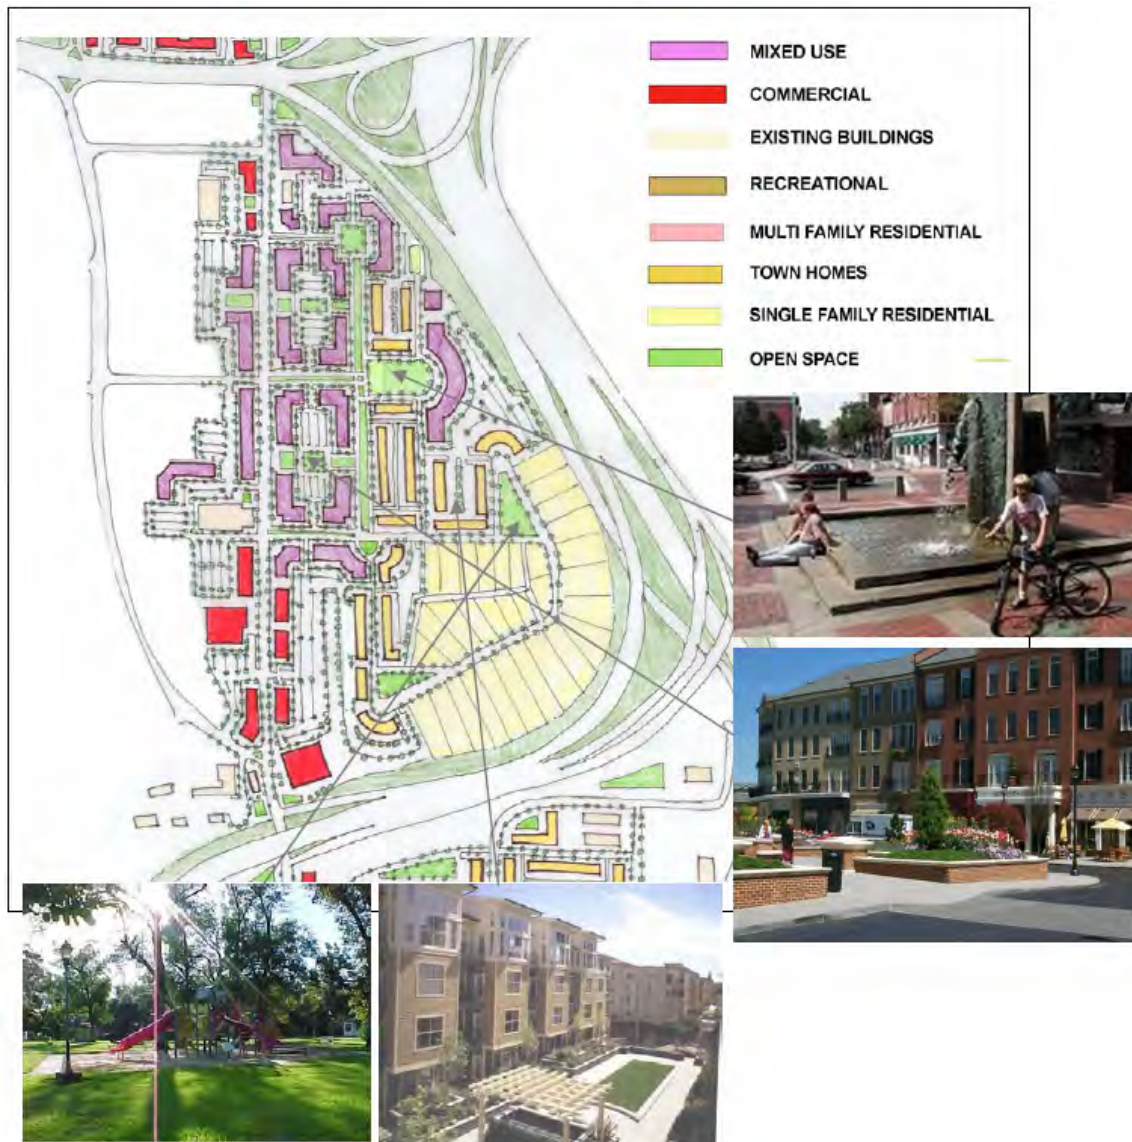 MIXED USE
COMMERCIAL
EXISTING BUILDINGS
RECREATIONAL
MULTI FAMILY RESIDENTIAL
TOWN HOMES
SINGLE FAMILY RESIDENTIAL
OPEN SPACE